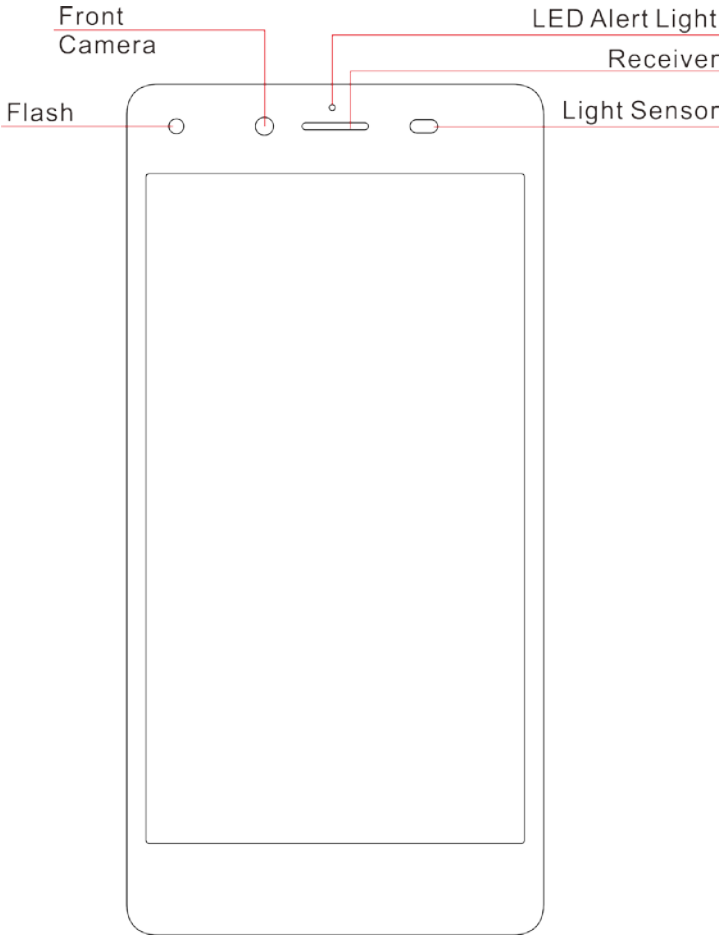 Front
Camera
LED Alert Light
Receiver
Flash
Light Sensor